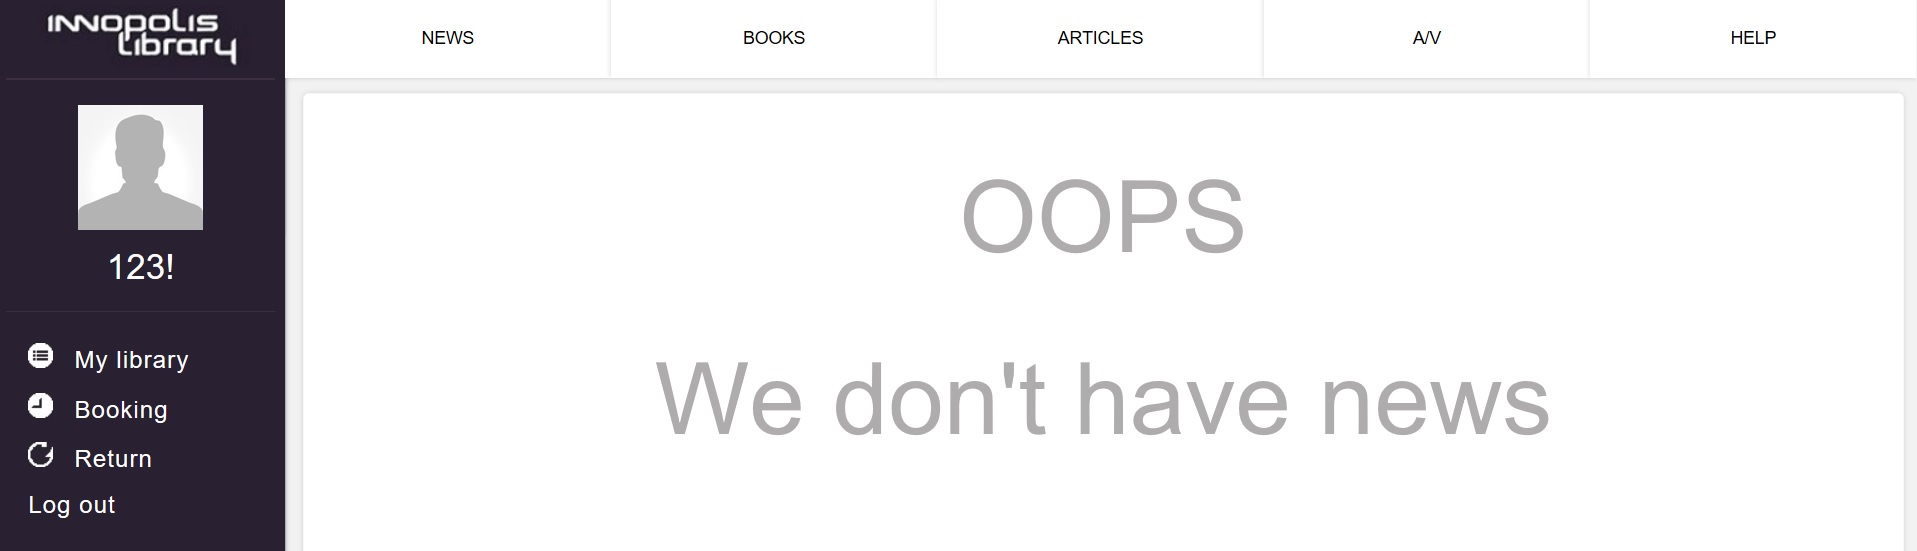 INNOPOLIS
Library
NEWS
BOOKS
ARTICLES
A/V
HELP
123!
My library
Booking
Return
Log out
OOPS
We don't have news